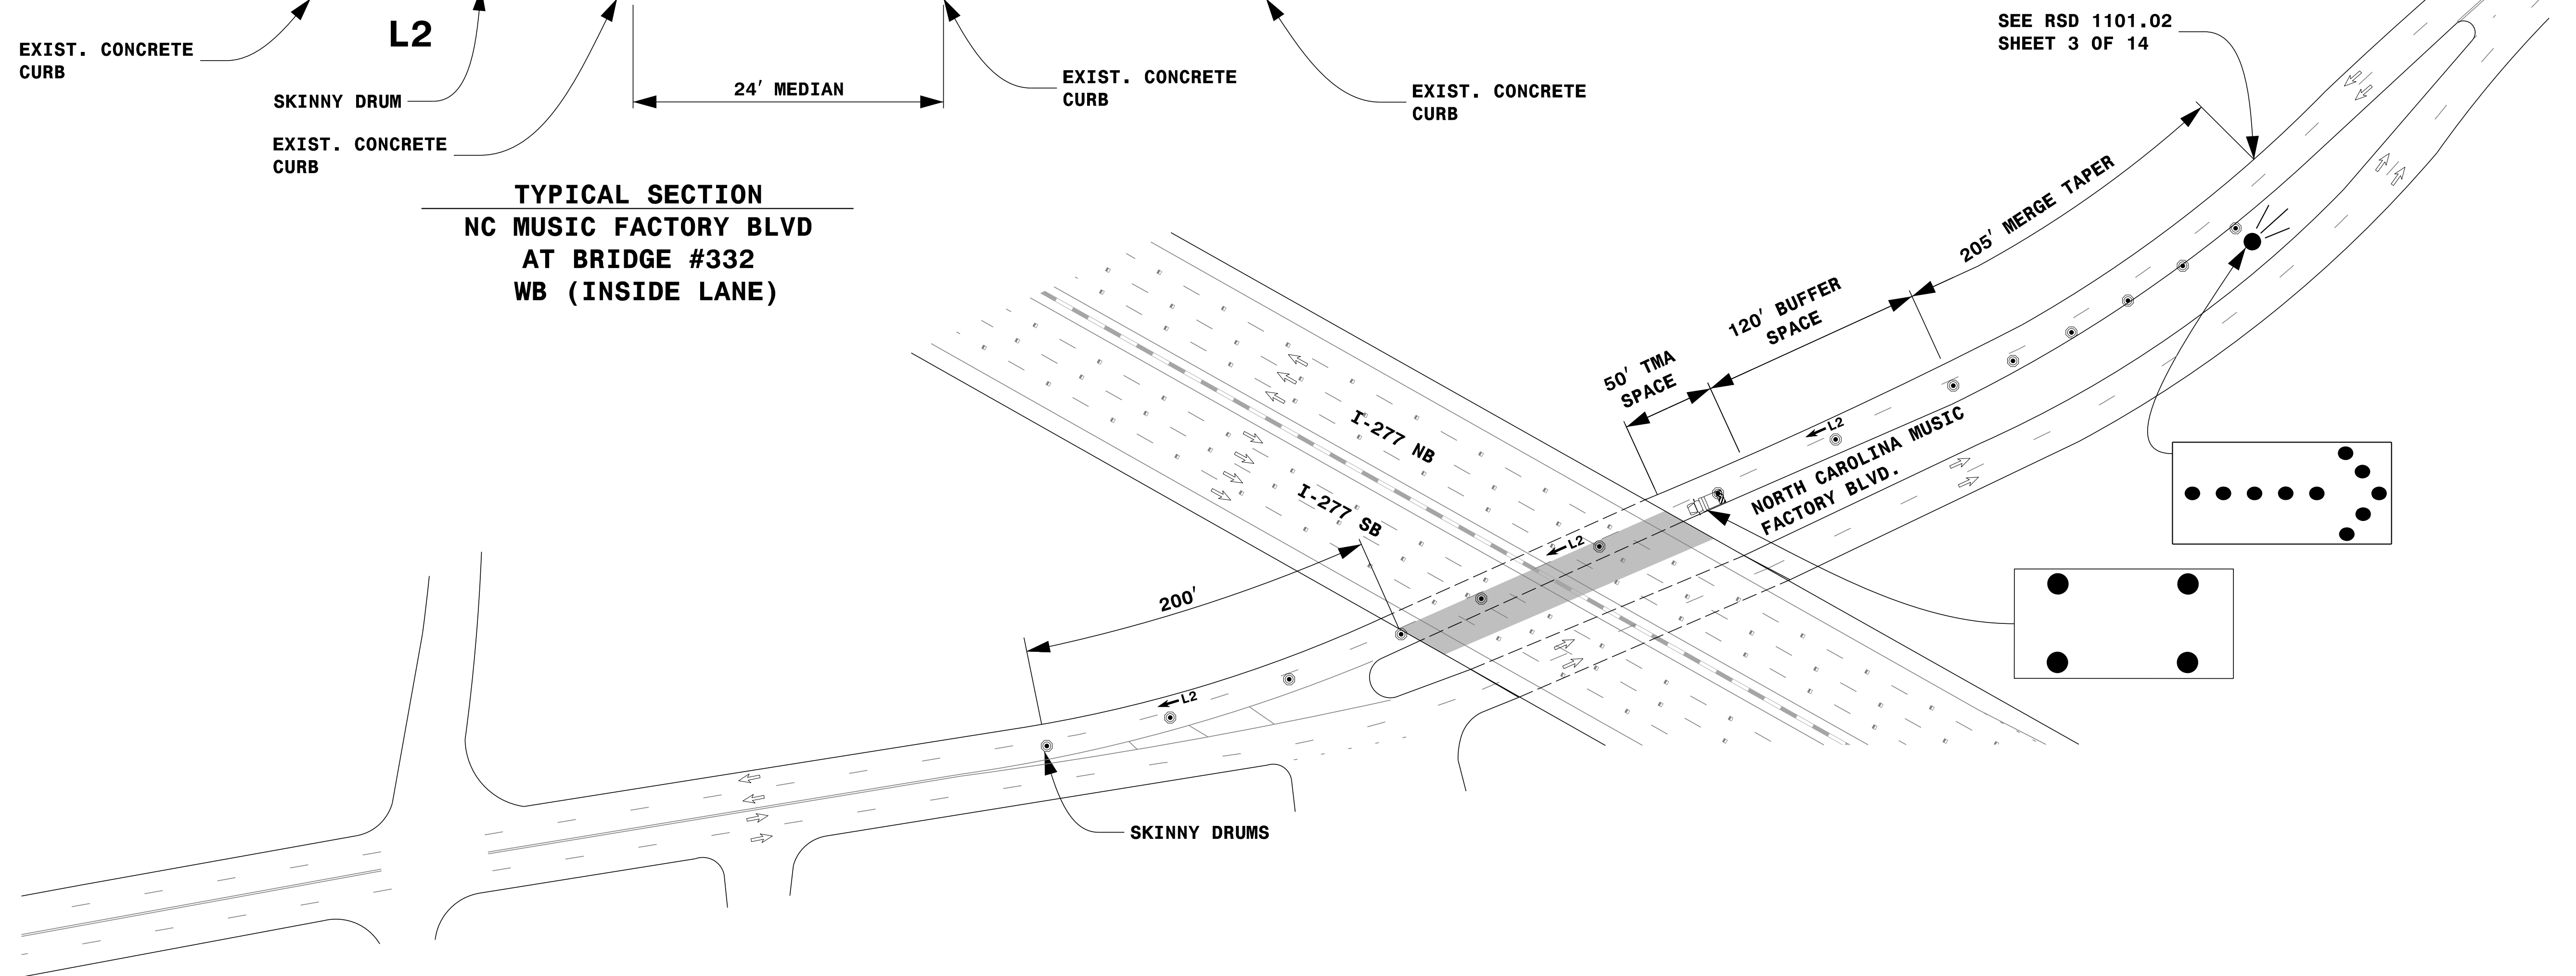 EXIST. CONCRETE
CURB
L2
SKINNY DRUM
EXIST. CONCRETE
CURB
24' MEDIAN
EXIST. CONCRETE
CURB
EXIST. CONCRETE
CURB
SEE RSD 1101.02
SHEET 3 OF 14
TYPICAL SECTION
NC MUSIC FACTORY BLVD
AT BRIDGE #332
WB (INSIDE LANE)
205' MERGE TAPER
120' BUFFER
SPACE
50' TMA
SPACE
I-277 NB
I-277 SB
L2
NORTH CAROLINA MUSIC
FACTORY BLVD.
L2
200'
L2
SKINNY DRUMS